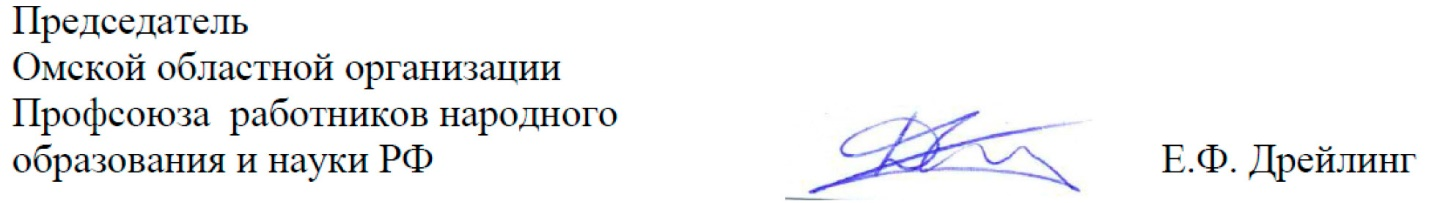 Председатель
Омской областной организации
Профсоюза  работников народного
образования и науки РФ Е.Ф. Дрейлинг